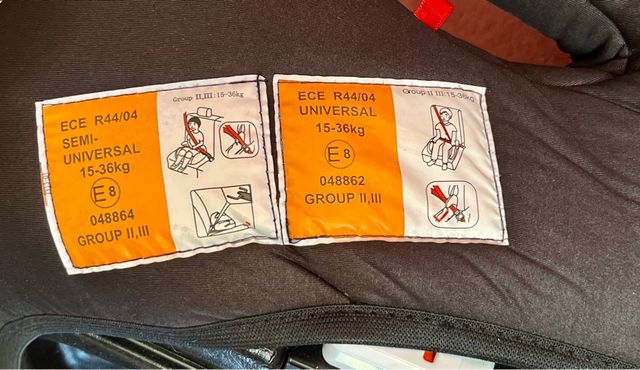 ECE R44/04
SEMI-
UNIVERSAL
15-36kg
E8
048864
GROUP II,III
Group II,III:15-36kg
ECE R44/04
UNIVERSAL
15-36kg
E8
048862
GROUP II,III
Group II III:15-36kg